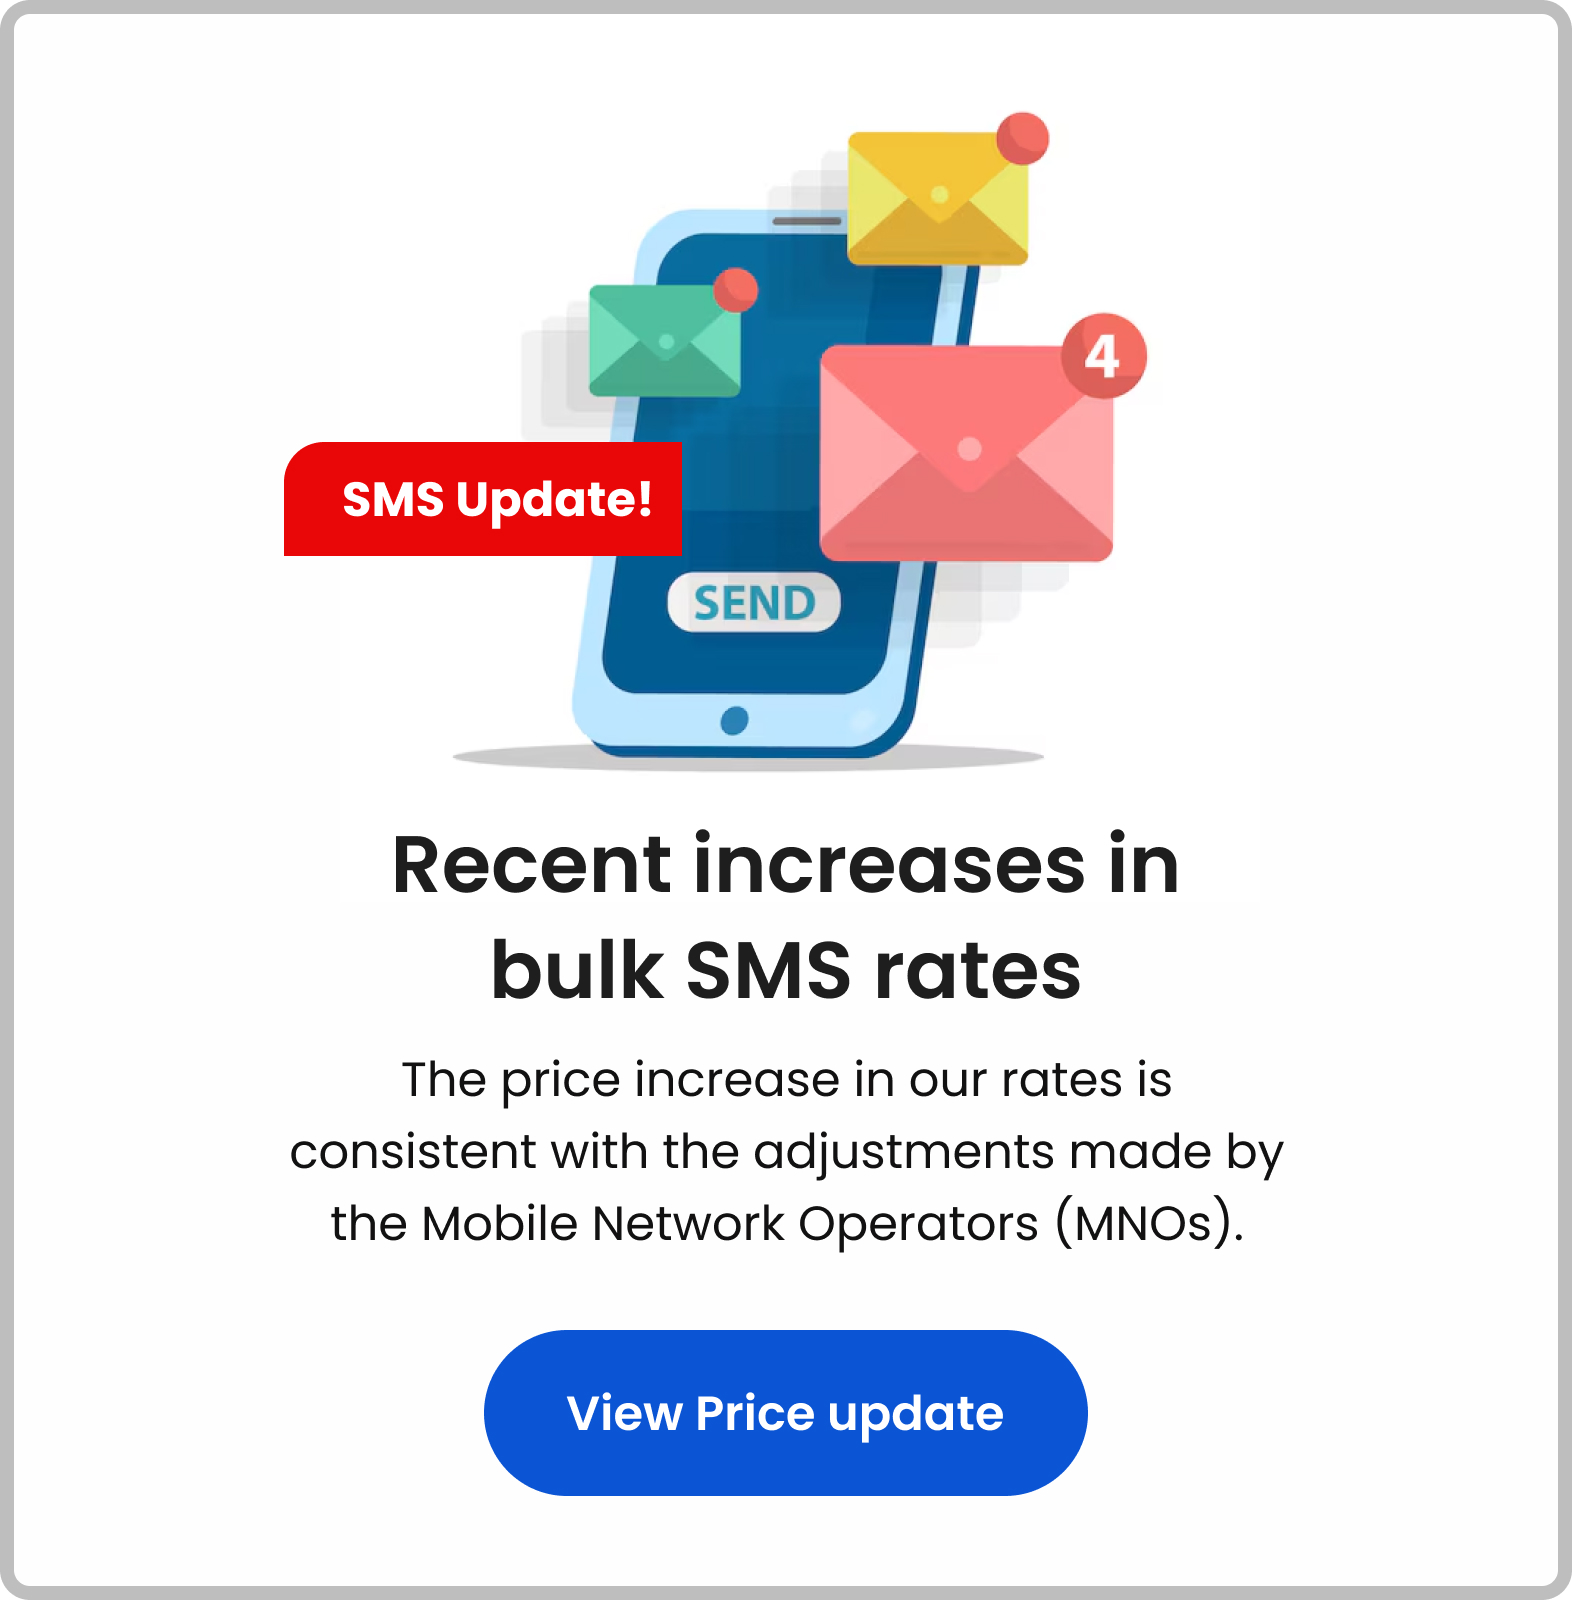 4
SMS Update!
SEND
Recent increases in
bulk SMS rates
The price increase in our rates is
consistent with the adjustments made by
the Mobile Network Operators (MNOs).
View Price update